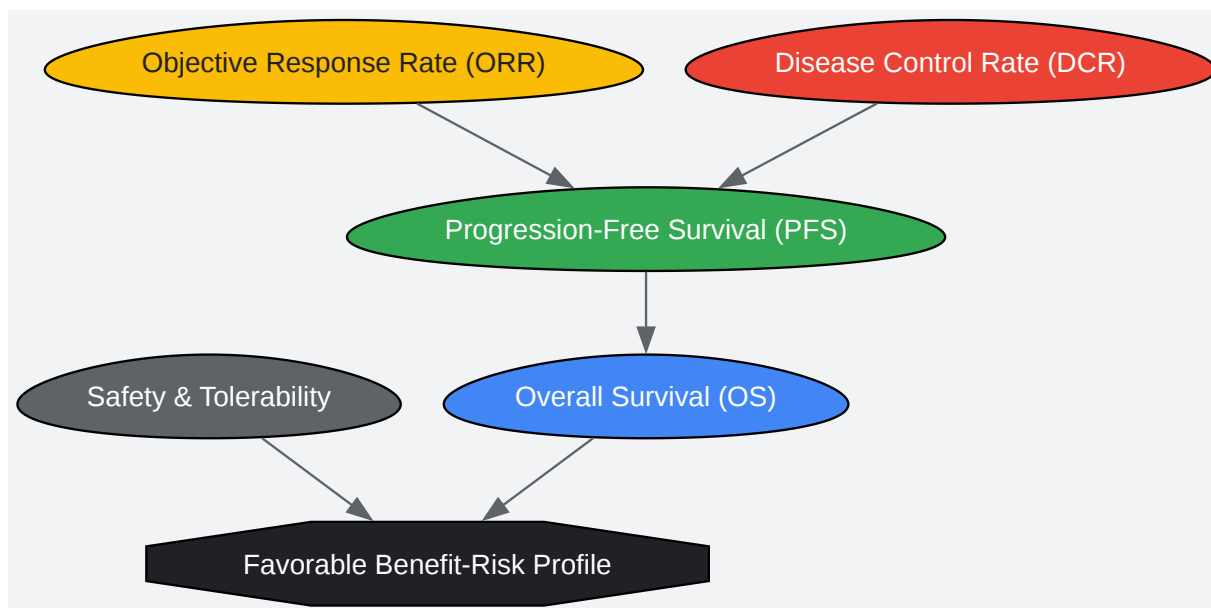 Objective Response Rate (ORR)
Disease Control Rate (DCR)
Progression-Free Survival (PFS)
Safety & Tolerability
Overall Survival (OS)
Favorable Benefit-Risk Profile